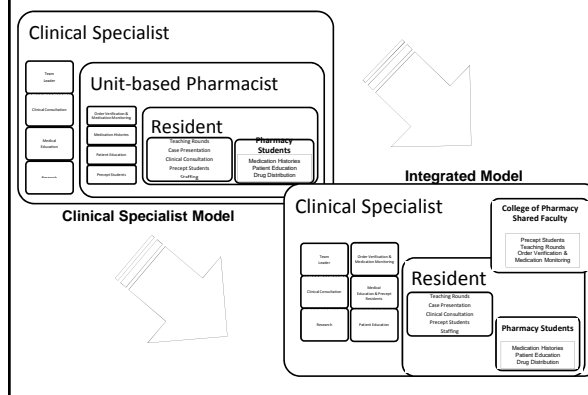 Clinical Specialist
Team
Leader
Clinical Consultation
Medical
Education
Research
Unit-based Pharmacist
Order Verification &
Medication Monitoring
Medication Histories
Patient Education
Precept Students
Resident
Teaching Rounds
Case Presentation
Clinical Consultation
Precept Students
Staffing
Pharmacy
Students
Medication Histories
Patient Education
Drug Distribution
Clinical Specialist Model
Integrated Model
Clinical Specialist
Team
Leader
Order Verification &
Medication Monitoring
Clinical Consultation
Medical
Education & Precept
Residents
Research
Patient Education
College of Pharmacy
Shared Faculty
Precept Students
Teaching Rounds
Order Verification &
Medication Monitoring
Resident
Teaching Rounds
Case Presentation
Clinical Consultation
Precept Students
Staffing
Pharmacy Students
Medication Histories
Patient Education
Drug Distribution